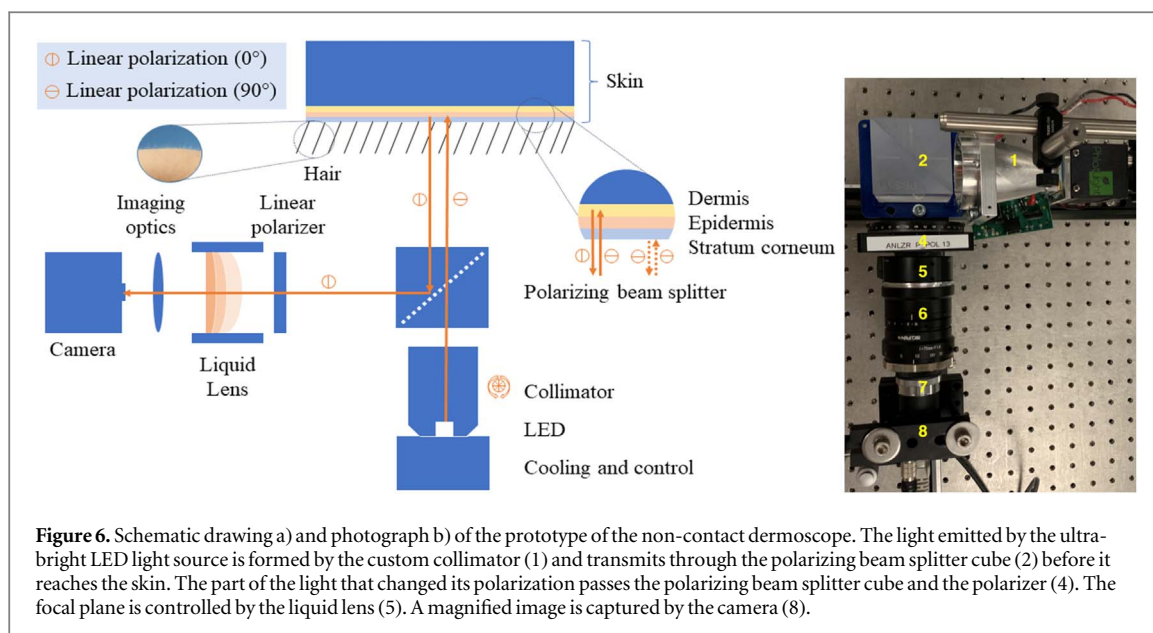 Linear polarization (0°)
Linear polarization (90°)
Skin
Hair
Imaging
optics
Linear
polarizer
Dermis
Epidermis
Stratum corneum
Polarizing beam splitter
Camera
Liquid
Lens
Collimator
LED
Cooling and control
1
2
4
ANLZR POL 13
5
6
7
8
Figure 6. Schematic drawing a) and photograph b) of the prototype of the non-contact dermoscope. The light emitted by the ultra-
bright LED light source is formed by the custom collimator (1) and transmits through the polarizing beam splitter cube (2) before it
reaches the skin. The part of the light that changed its polarization passes the polarizing beam splitter cube and the polarizer (4). The
focal plane is controlled by the liquid lens (5). A magnified image is captured by the camera (8).